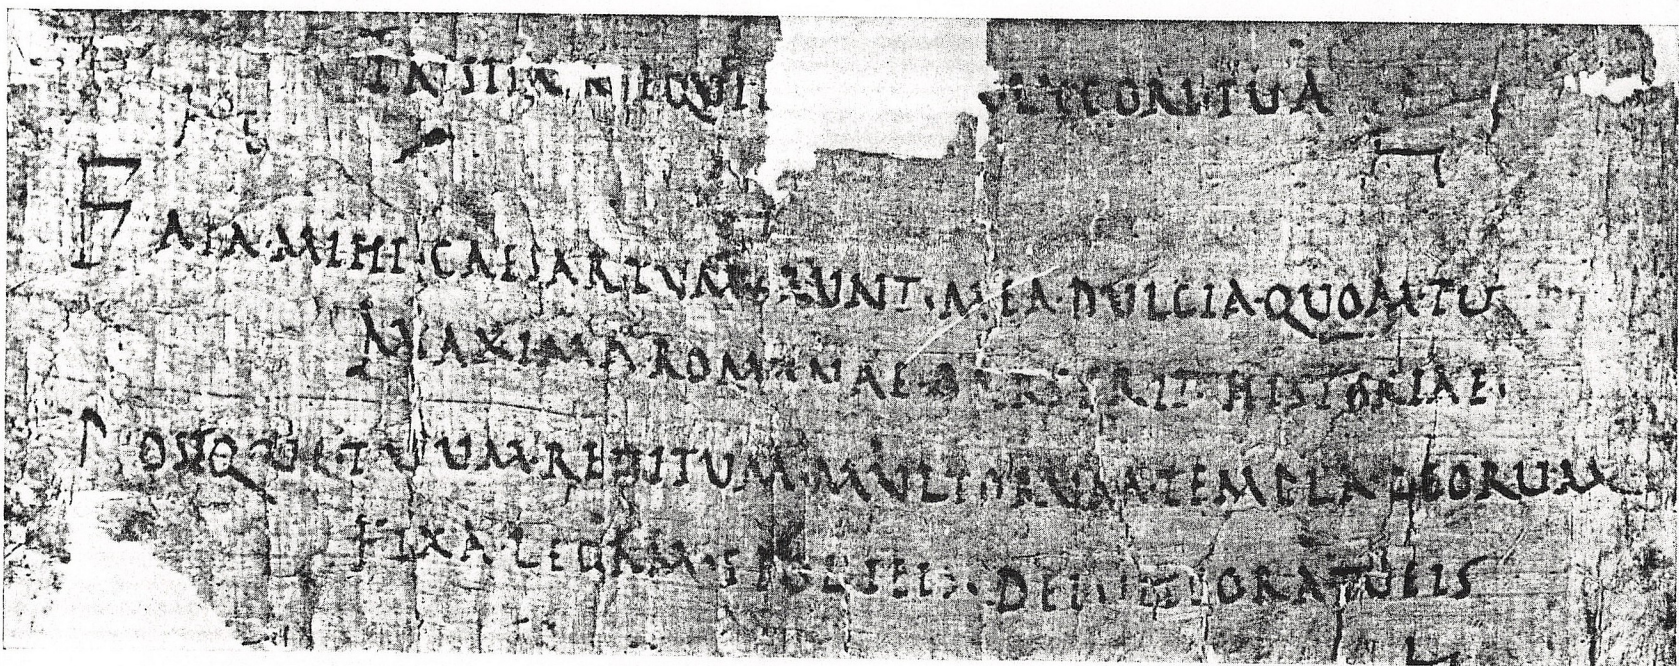 TRISTIA·NEQUIT A·LYCORI·TUA
FATA·MIHI·CAESAR·TUM·ERUNT·MEA·DULCIA·QUOM·TU
MAXIMA·ROMANAE·PARS·ERIT·HISTORIAE·
POSTQUE·TUUM·REDITUM·MULTORUM·TEMPLA·DEORUM
FIXA·LEGAM·SPOLIEIS·DEIVITIORA·TUEIS